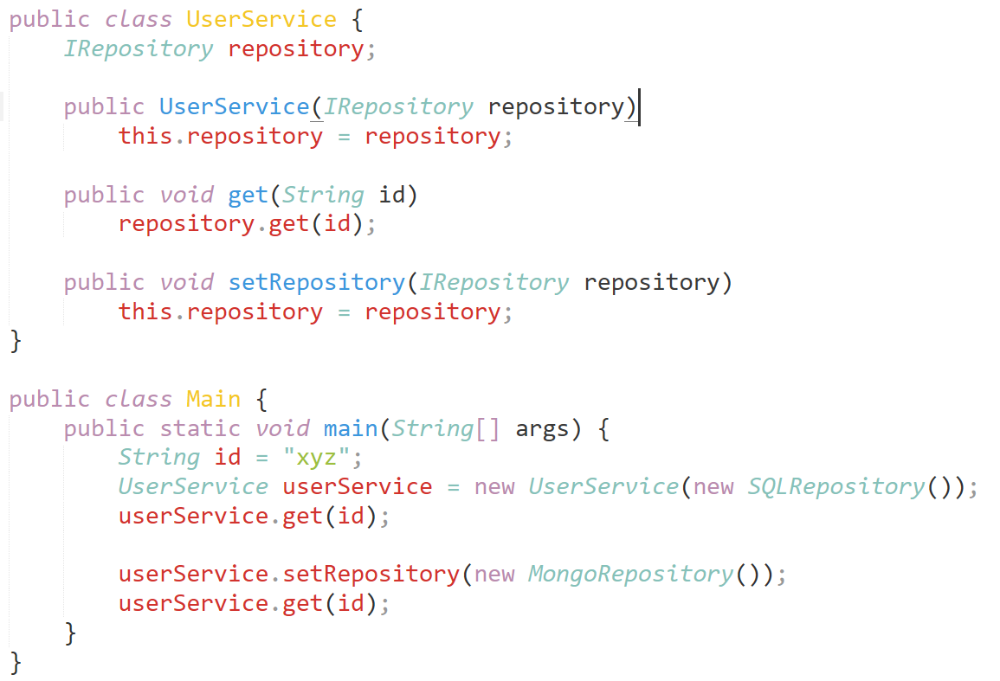 public class UserService {
    IRepository repository;

    public UserService(IRepository repository)
        this.repository = repository;

    public void get(String id)
        repository.get(id);

    public void setRepository(IRepository repository)
        this.repository = repository;
}

public class Main {
    public static void main(String[] args) {
        String id = "xyz";
        UserService userService = new UserService(new SQLRepository());
        userService.get(id);

        userService.setRepository(new MongoRepository());
        userService.get(id);
    }
}